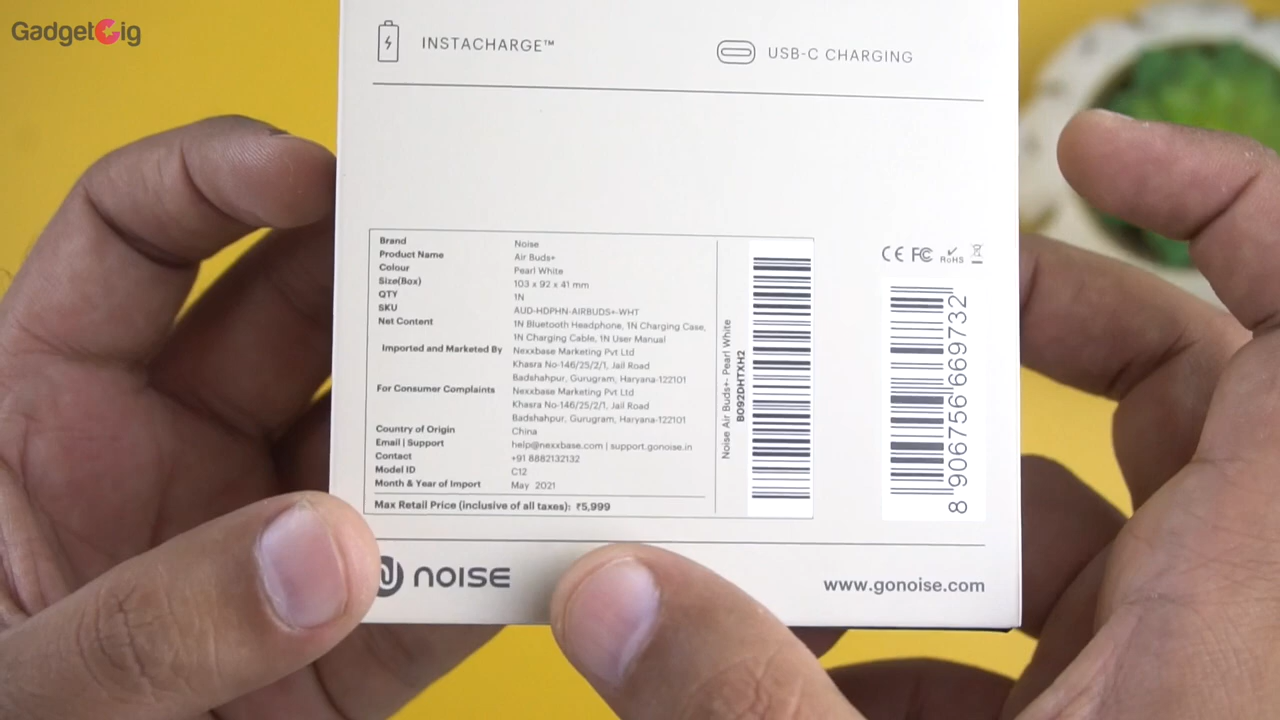 GadgetGig
INSTACHARGE™
USB-C CHARGING
Brand Noise
Product Name Air Buds+
Colour Pearl White
Size(Box) 103 x 92 x 41 mm
QTY 1N
SKU AUD-HDPHN-AIRBUDS+-WHT
Net Content 1N Bluetooth Headphone, 1N Charging Case,
1N Charging Cable, 1N User Manual
Imported and Marketed By Nexxbase Marketing Pvt Ltd
Khasra No-146/25/2/1, Jail Road
Badshahpur, Gurugram, Haryana-122101
For Consumer Complaints Nexxbase Marketing Pvt Ltd
Khasra No-146/25/2/1, Jail Road
Badshahpur, Gurugram, Haryana-122101
Country of Origin China
Email | Support help@nexxbase.com | support.gonoise.in
Contact +91 8882132132
Model ID C12
Month & Year of Import May 2021
Max Retail Price (inclusive of all taxes): ₹5,999
Noise Air Buds+- Pearl White
B092DHTXH2
CE FC RoHS
8 906756 669732
NOISE
www.gonoise.com